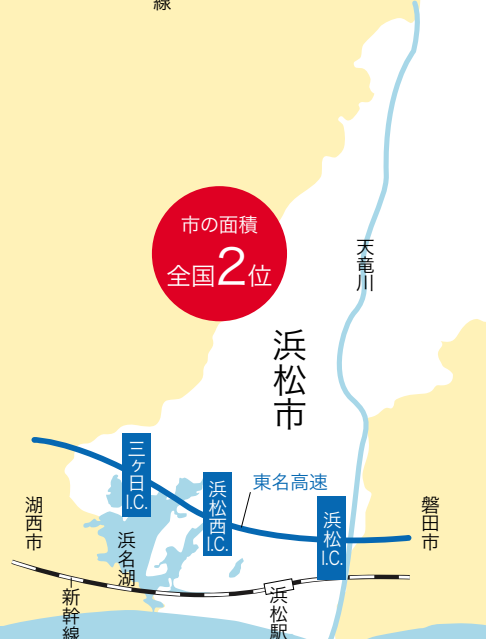 線
市の面積
全国2位
天竜川
浜松市
三ヶ日I.C.
浜松西I.C.
東名高速
浜松I.C.
湖西市
浜名湖
磐田市
新幹線
浜松駅